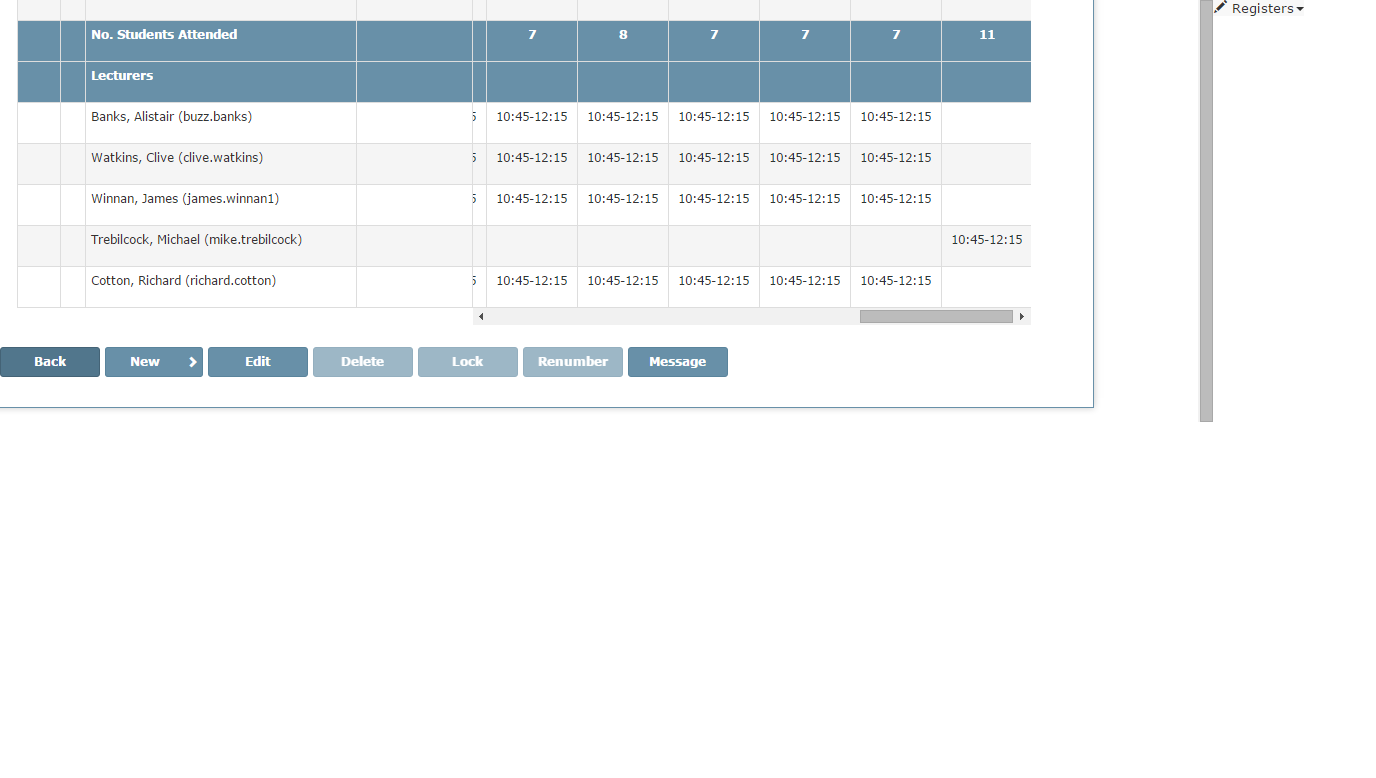 Registers
No. Students Attended 7 8 7 7 7 11
Lecturers
Banks, Alistair (buzz.banks) 5 10:45-12:15 10:45-12:15 10:45-12:15 10:45-12:15 10:45-12:15
Watkins, Clive (clive.watkins) 5 10:45-12:15 10:45-12:15 10:45-12:15 10:45-12:15 10:45-12:15
Winnan, James (james.winnan1) 5 10:45-12:15 10:45-12:15 10:45-12:15 10:45-12:15 10:45-12:15
Trebilcock, Michael (mike.trebilcock) 10:45-12:15
Cotton, Richard (richard.cotton) 5 10:45-12:15 10:45-12:15 10:45-12:15 10:45-12:15 10:45-12:15
Back New Edit Delete Lock Renumber Message